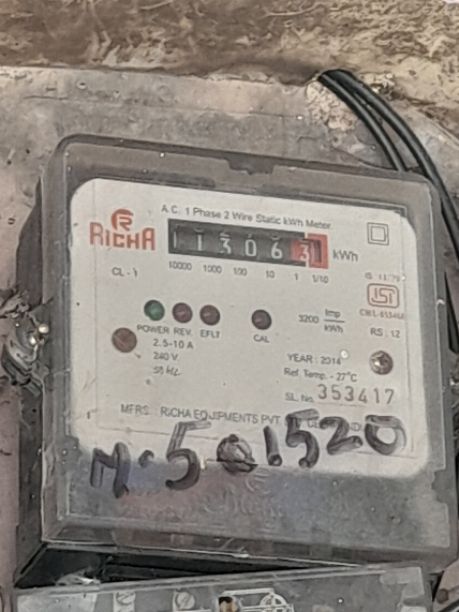 A.C. 1 Phase 2 Wire Static kWh Meter
RICHA
113063 kWh
10000 1000 100 10 1 1/10
CL - 1
ISI
3200 Imp/kWh
RS : 12
POWER REV. EFLT CAL
2.5-10 A
240 V.
50 Hz.
YEAR : 2014
Ref. Temp. - 27°C
SL. No. 353417
MFRS : RICHA EQUIPMENTS PVT.
M.501520